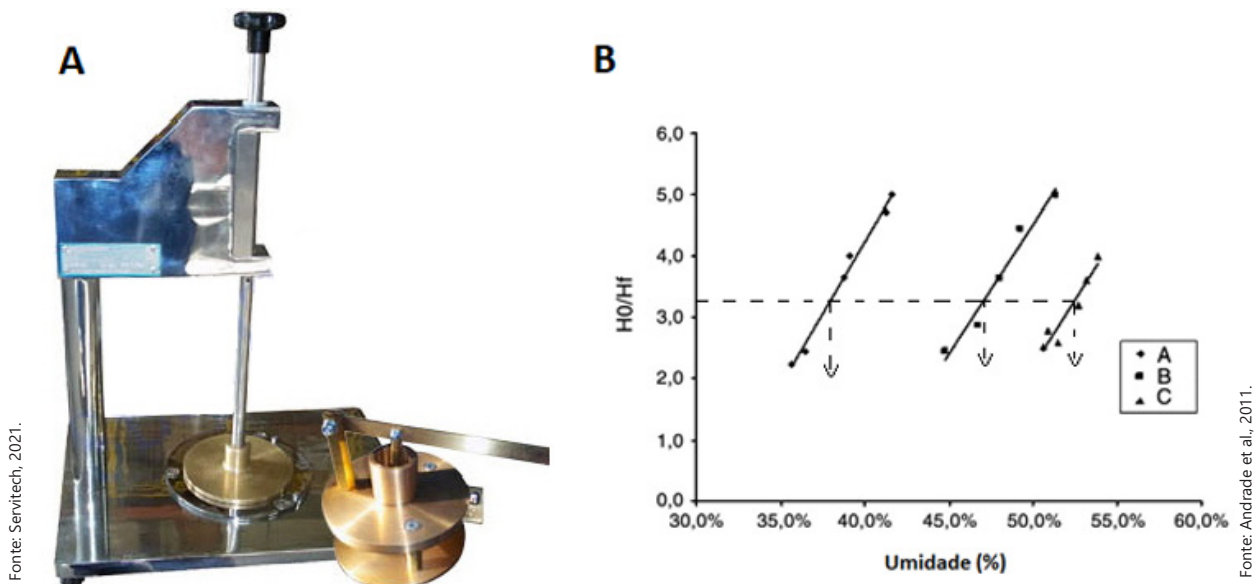 A
B
6,0
5,0
4,0
3,0
2,0
1,0
0,0
H0/Hf
30,0%
35,0%
40,0%
45,0%
50,0%
55,0%
60,0%
Umidade (%)
A
B
C
Fonte: Servitech, 2021.
Fonte: Andrade et al., 2011.